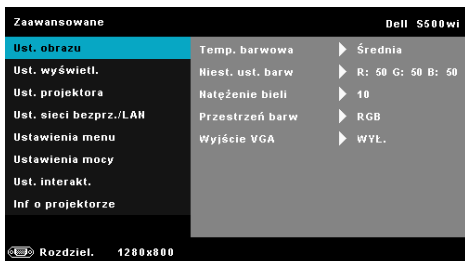 Zaawansowane Dell S500wi
Ust. obrazu Temp. barwowa Średnia
Ust. wyświetl. Niest. ust. barw R: 50 G: 50 B: 50
Ust. projektora Natężenie bieli 10
Ust. sieci bezprz./LAN Przestrzeń barw RGB
Ustawienia menu Wyjście VGA WYŁ.
Ustawienia mocy
Ust. interakt.
Inf o projektorze
Rozdziel. 1280x800